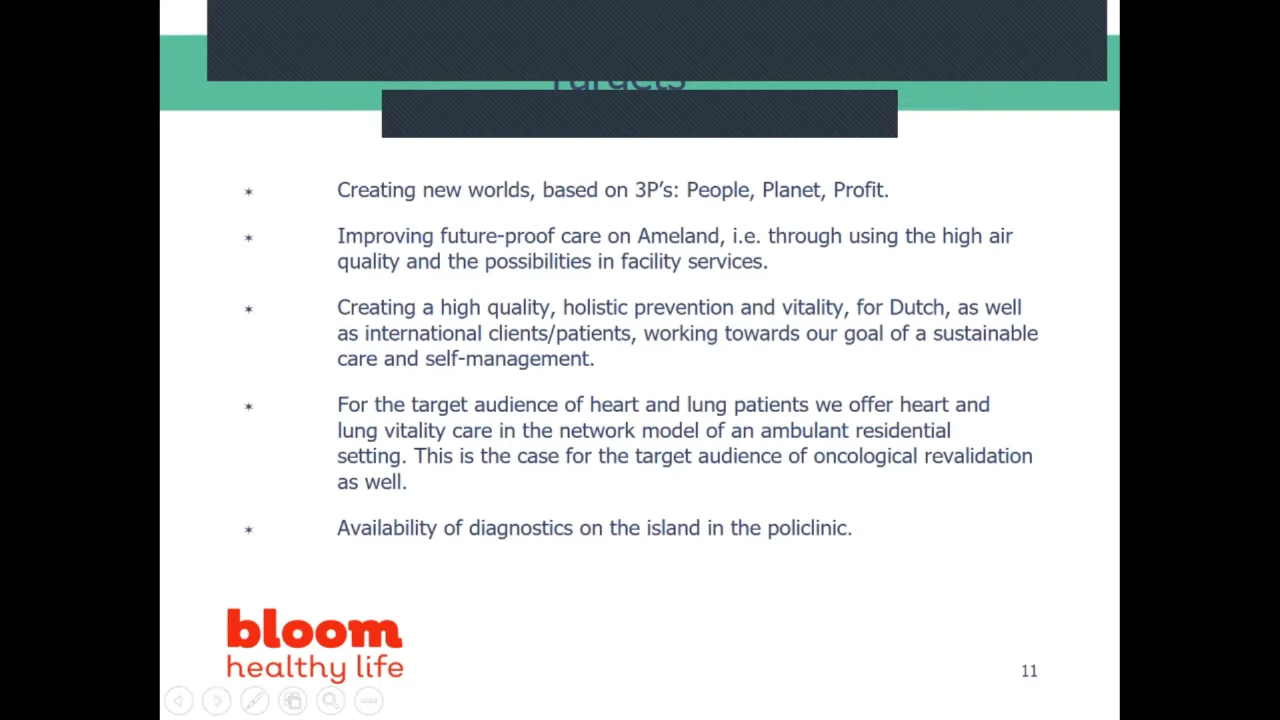 Targets
✶ Creating new worlds, based on 3P’s: People, Planet, Profit.
✶ Improving future-proof care on Ameland, i.e. through using the high air
quality and the possibilities in facility services.
✶ Creating a high quality, holistic prevention and vitality, for Dutch, as well
as international clients/patients, working towards our goal of a sustainable
care and self-management.
✶ For the target audience of heart and lung patients we offer heart and
lung vitality care in the network model of an ambulant residential
setting. This is the case for the target audience of oncological revalidation
as well.
✶ Availability of diagnostics on the island in the policlinic.
bloom
healthy life
11